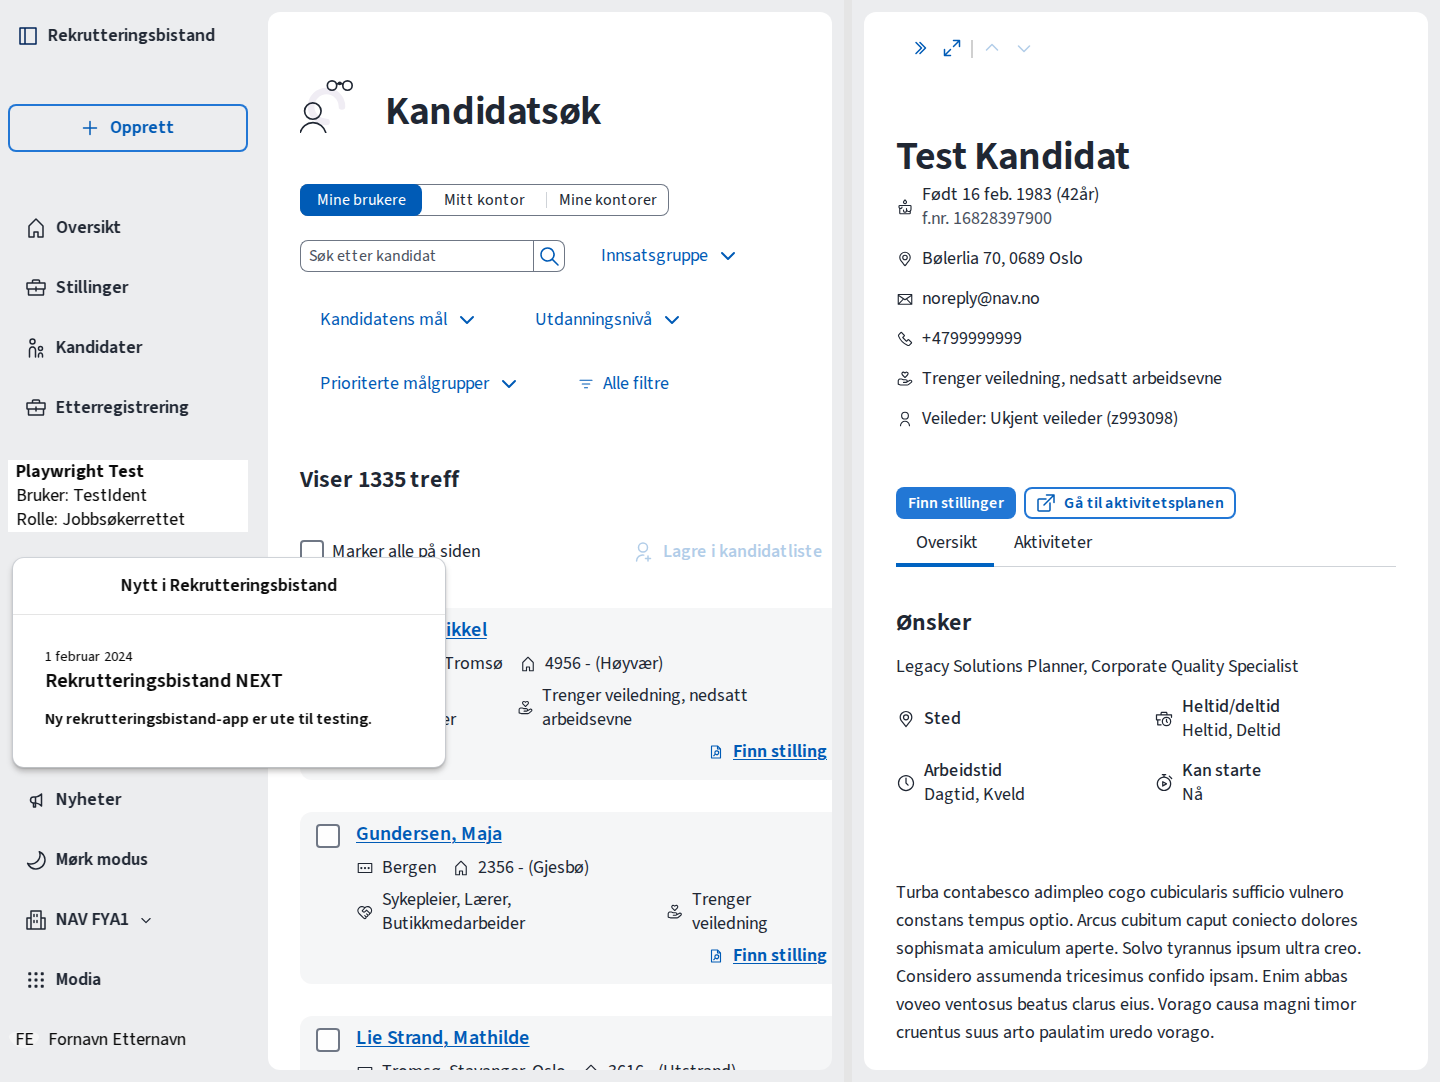 Rekrutteringsbistand
Opprett
Oversikt
Stillinger
Kandidater
Etterregistrering
Playwright Test
Bruker: TestIdent
Rolle: Jobbsøkerrettet
Nytt i Rekrutteringsbistand
1 februar 2024
Rekrutteringsbistand NEXT
Ny rekrutteringsbistand-app er ute til testing.
Nyheter
Mørk modus
NAV FYA1
Modia
FE Fornavn Etternavn
Kandidatsøk
Mine brukere Mitt kontor Mine kontorer
Søk etter kandidat Innsatsgruppe
Kandidatens mål Utdanningsnivå
Prioriterte målgrupper Alle filtre
Viser 1335 treff
Marker alle på siden Lagre i kandidatliste
ikkel
Tromsø 4956 - (Høyvær)
Trenger veiledning, nedsatt
er arbeidsevne
Finn stilling
Gundersen, Maja
Bergen 2356 - (Gjesbø)
Sykepleier, Lærer, Trenger
Butikkmedarbeider veiledning
Finn stilling
Lie Strand, Mathilde
Tromsø, Stavanger, Oslo 3616 - (Utstrand)
Test Kandidat
Født 16 feb. 1983 (42år)
f.nr. 16828397900
Bølerlia 70, 0689 Oslo
noreply@nav.no
+4799999999
Trenger veiledning, nedsatt arbeidsevne
Veileder: Ukjent veileder (z993098)
Finn stillinger Gå til aktivitetsplanen
Oversikt Aktiviteter
Ønsker
Legacy Solutions Planner, Corporate Quality Specialist
Sted
Heltid/deltid
Heltid, Deltid
Arbeidstid
Dagtid, Kveld
Kan starte
Nå
Turba contabesco adimpleo cogo cubicularis sufficio vulnero
constans tempus optio. Arcus cubitum caput coniecto dolores
sophismata amiculum aperte. Solvo tyrannus ipsum ultra creo.
Considero assumenda tricesimus confido ipsam. Enim abbas
voveo ventosus beatus clarus eius. Vorago causa magni timor
cruentus suus arto paulatim uredo vorago.